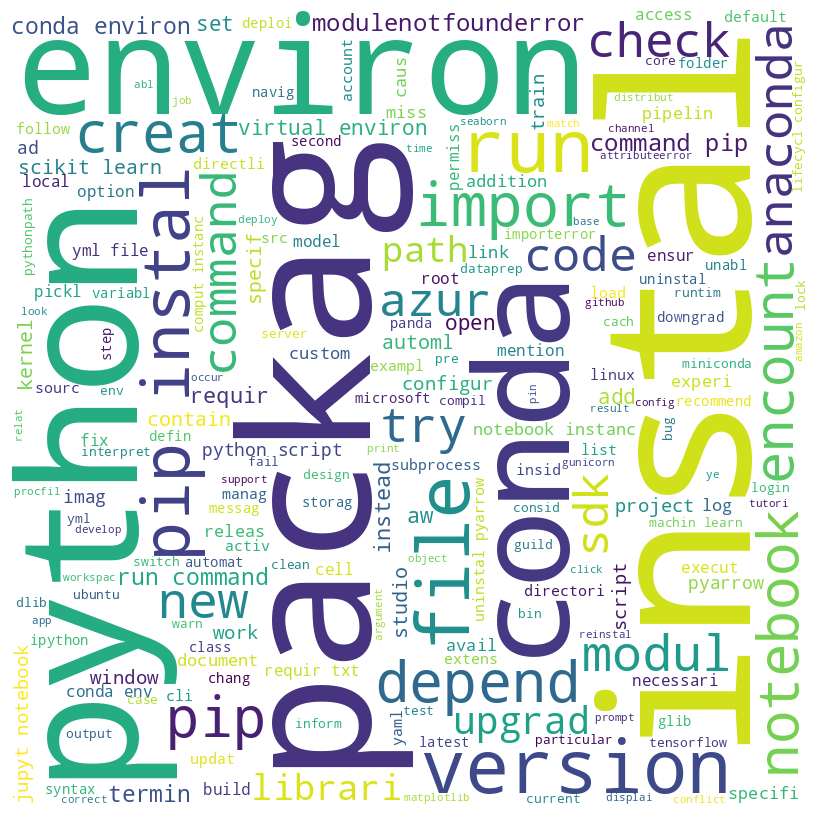 conda environ
set
deploi
modulenotfounderror
access
default
environ
check
core
folder
abl
job
navig
account
caus
miss
train
distribut
pipelin
anaconda
follow
creat
virtual environ
seaborn
match
run
channel
command pip
attributeerror
lifecycl configur
ad
scikit learn
directli
second
time
permiss
local
option
command
addition
import
base
instal
pythonpath
python
pip instal
packag
yml file
src
model
path
link
importerror
code
ensur
unabl
dataprep
uninstal
runtim
pickl
variabl
comput instanc
specif
root
azur
open
conda
load
github
downgrad
encount
lock
look
kernel
step
server
custom
panda
automl
mention
cach
linux
miniconda
amazon
sourc
env
occur
requir
exampl
pre
configur
pin
add
experi
recommend
microsoft
compil
result
config
relat
contain
try
notebook instanc
list
bug
fix
defin
python script
print
interpret
fail
design
instead
subprocess
insid
gunicorn
ye
procfil
imag
support
manag
storag
aw
file
consid
sdk
project
log
login
messag
tutori
yml
develop
releas
activ
uninstal pyarrow
guild
machin learn
switch
automat
clean
object
studio
click
execut
workspac
run command
cell
directori
script
pyarrow
dlib
ubuntu
new
bin
app
warn
work
argument
reinstal
notebook
ipython
class
avail
modul
jupyt notebook
window
document
extens
chang
requir txt
depend
necessari
conda env
cli
case
pip
inform
yaml
test
upgrad
prompt
glib
output
latest
particular
tensorflow
updat
version
syntax
termin
build
librari
specifi
correct
matplotlib
current
displai
conflict